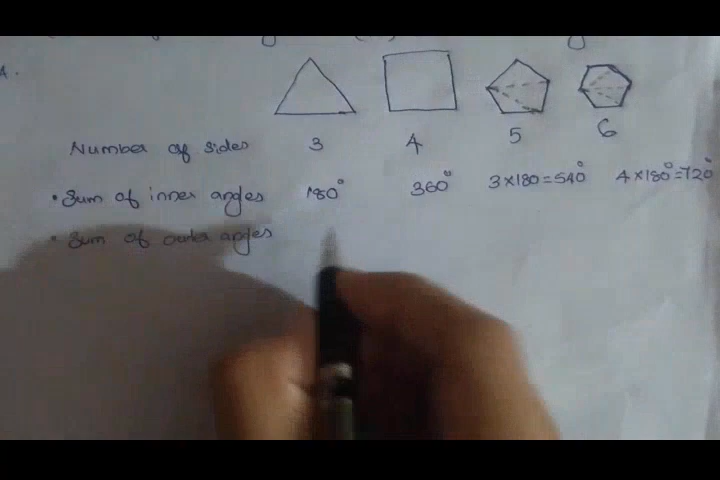 A.
Number of sides 3 4 5 6
• Sum of inner angles 180° 360° 3×180=540° 4×180°=720°
• Sum of outer angles